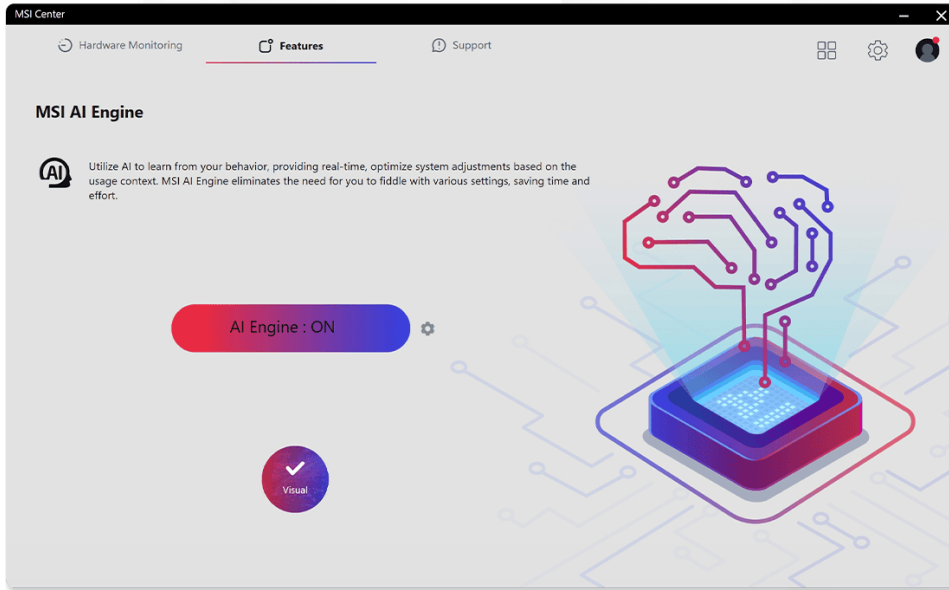 MSI Center
Hardware Monitoring
Features
Support
MSI AI Engine
AI
Utilize AI to learn from your behavior, providing real-time, optimize system adjustments based on the
usage context. MSI AI Engine eliminates the need for you to fiddle with various settings, saving time and
effort.
AI Engine : ON
Visual